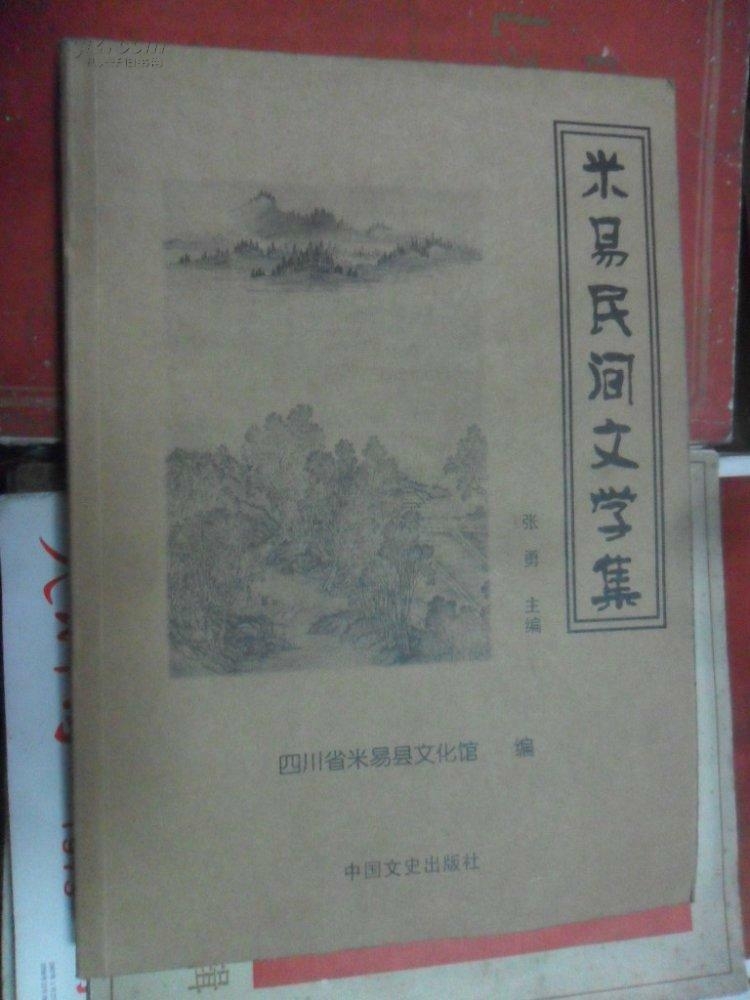 米易民间文学集
张勇 主编
四川省米易县文化馆 编
中国文史出版社
1978